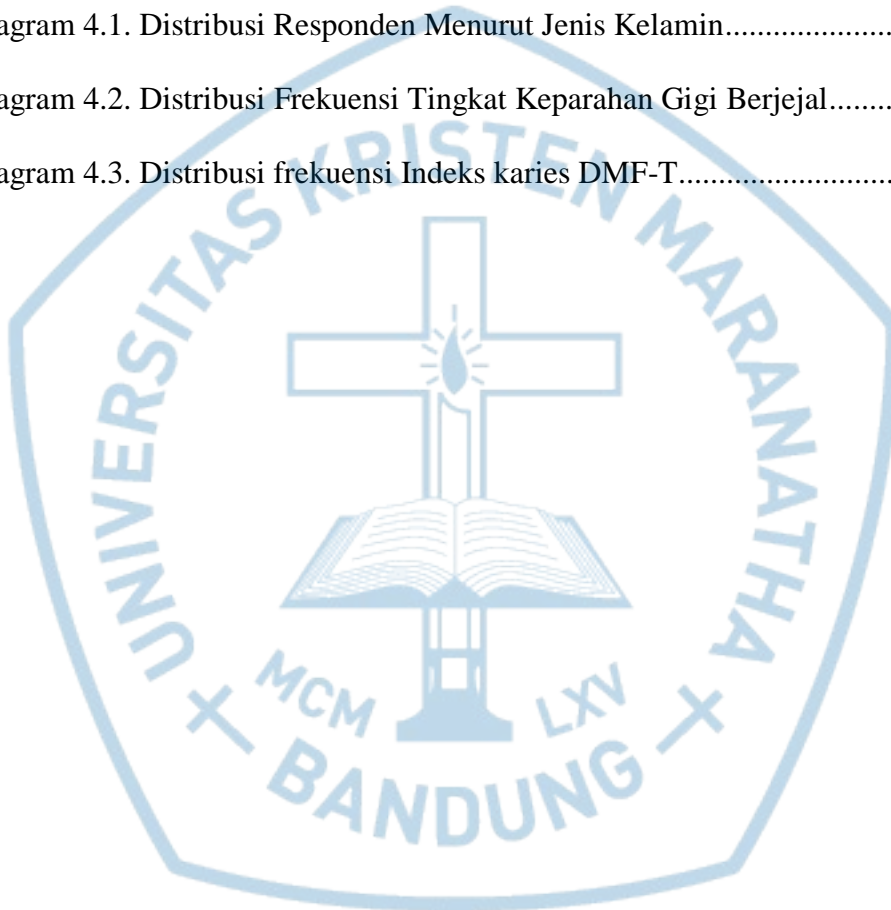 agram 4.1. Distribusi Responden Menurut Jenis Kelamin.....................
agram 4.2. Distribusi Frekuensi Tingkat Keparahan Gigi Berjejal........
agram 4.3. Distribusi frekuensi Indeks karies DMF-T..........................
UNIVERSITAS KRISTEN MARANATHA
MCM LXV
BANDUNG